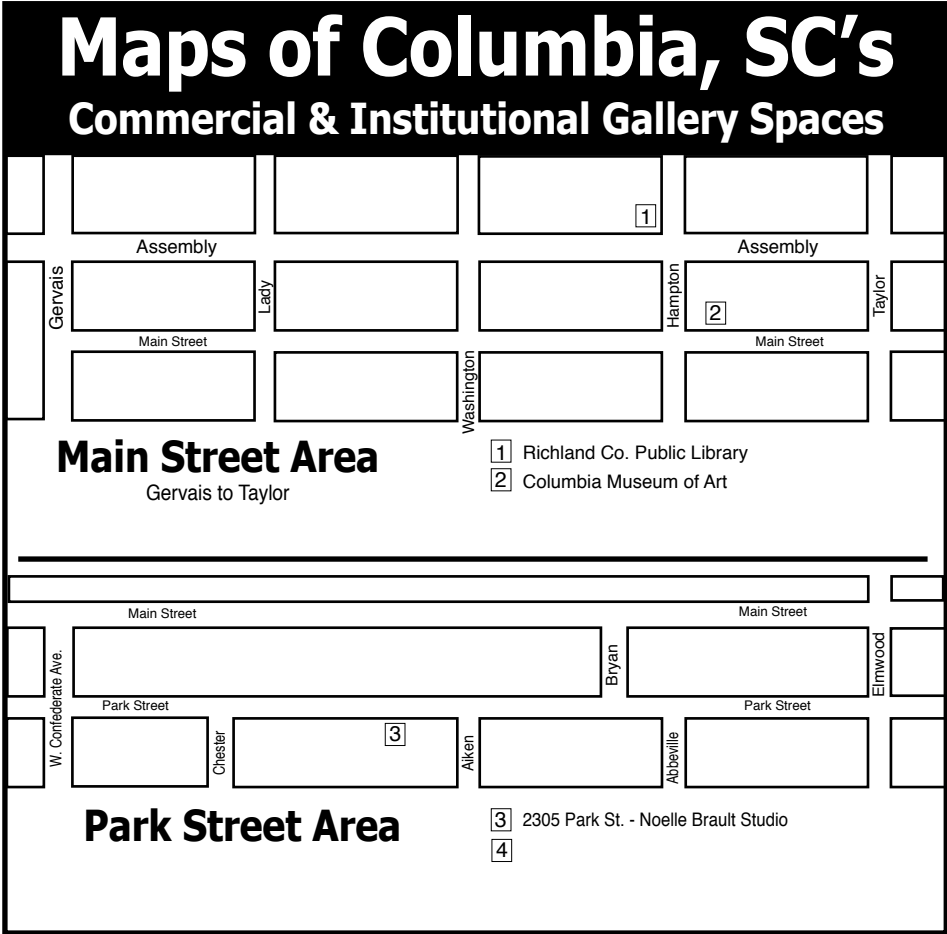 Maps of Columbia, SC's
Commercial & Institutional Gallery Spaces
1
Assembly
Assembly
Gervais
Lady
Hampton
Taylor
2
Main Street
Main Street
Washington
Main Street Area
Gervais to Taylor
1 Richland Co. Public Library
2 Columbia Museum of Art
Main Street
Main Street
W. Confederate Ave.
Bryan
Elmwood
Park Street
Park Street
Chester
3
Aiken
Abbeville
Park Street Area
3 2305 Park St. - Noelle Brault Studio
4